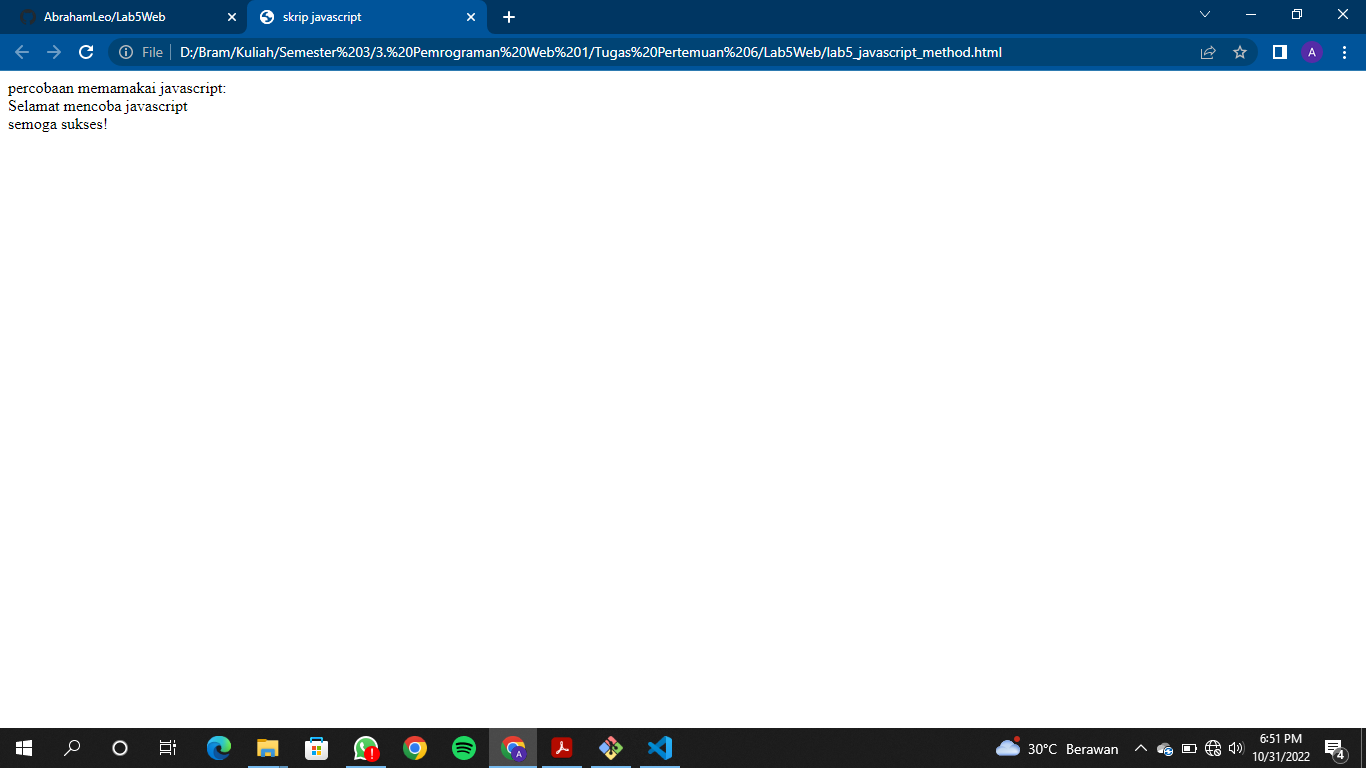 AbrahamLeo/Lab5Web
skrip javascript
File
D:/Bram/Kuliah/Semester%203/3.%20Pemrograman%20Web%201/Tugas%20Pertemuan%206/Lab5Web/lab5_javascript_method.html
A
percobaan memamakai javascript:
Selamat mencoba javascript
semoga sukses!
A
30°C Berawan
6:51 PM
10/31/2022
4